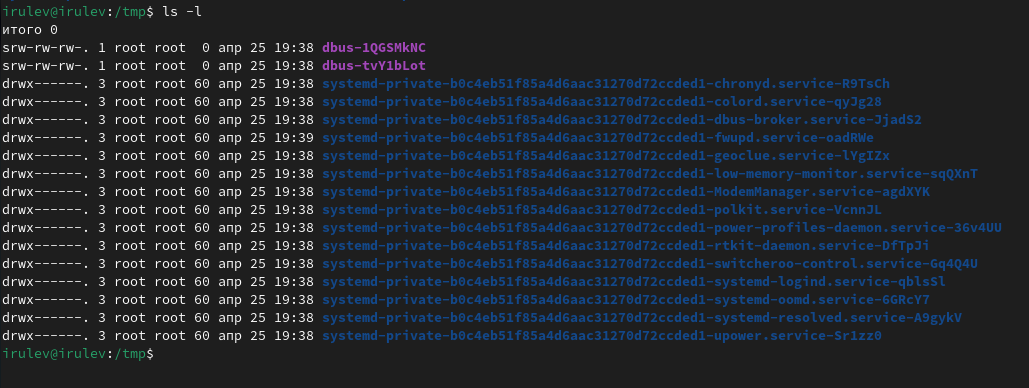 irulev@irulev:/tmp$ ls -l
итого 0
srw-rw-rw-. 1 root root  0 апр 25 19:38 dbus-1QGSMkNC
srw-rw-rw-. 1 root root  0 апр 25 19:38 dbus-tvY1bLot
drwx------. 3 root root 60 апр 25 19:38 systemd-private-b0c4eb51f85a4d6aac31270d72ccded1-chronyd.service-R9TsCh
drwx------. 3 root root 60 апр 25 19:38 systemd-private-b0c4eb51f85a4d6aac31270d72ccded1-colord.service-qyJg28
drwx------. 3 root root 60 апр 25 19:38 systemd-private-b0c4eb51f85a4d6aac31270d72ccded1-dbus-broker.service-JjadS2
drwx------. 3 root root 60 апр 25 19:39 systemd-private-b0c4eb51f85a4d6aac31270d72ccded1-fwupd.service-oadRWe
drwx------. 3 root root 60 апр 25 19:38 systemd-private-b0c4eb51f85a4d6aac31270d72ccded1-geoclue.service-lYgIZx
drwx------. 3 root root 60 апр 25 19:38 systemd-private-b0c4eb51f85a4d6aac31270d72ccded1-low-memory-monitor.service-sqQXnT
drwx------. 3 root root 60 апр 25 19:38 systemd-private-b0c4eb51f85a4d6aac31270d72ccded1-ModemManager.service-agdXYK
drwx------. 3 root root 60 апр 25 19:38 systemd-private-b0c4eb51f85a4d6aac31270d72ccded1-polkit.service-VcnnJL
drwx------. 3 root root 60 апр 25 19:38 systemd-private-b0c4eb51f85a4d6aac31270d72ccded1-power-profiles-daemon.service-36v4UU
drwx------. 3 root root 60 апр 25 19:38 systemd-private-b0c4eb51f85a4d6aac31270d72ccded1-rtkit-daemon.service-DfTpJi
drwx------. 3 root root 60 апр 25 19:38 systemd-private-b0c4eb51f85a4d6aac31270d72ccded1-switcheroo-control.service-Gq4Q4U
drwx------. 3 root root 60 апр 25 19:38 systemd-private-b0c4eb51f85a4d6aac31270d72ccded1-systemd-logind.service-qblsSl
drwx------. 3 root root 60 апр 25 19:38 systemd-private-b0c4eb51f85a4d6aac31270d72ccded1-systemd-oomd.service-6GRcY7
drwx------. 3 root root 60 апр 25 19:38 systemd-private-b0c4eb51f85a4d6aac31270d72ccded1-systemd-resolved.service-A9gykV
drwx------. 3 root root 60 апр 25 19:38 systemd-private-b0c4eb51f85a4d6aac31270d72ccded1-upower.service-Sr1zz0
irulev@irulev:/tmp$